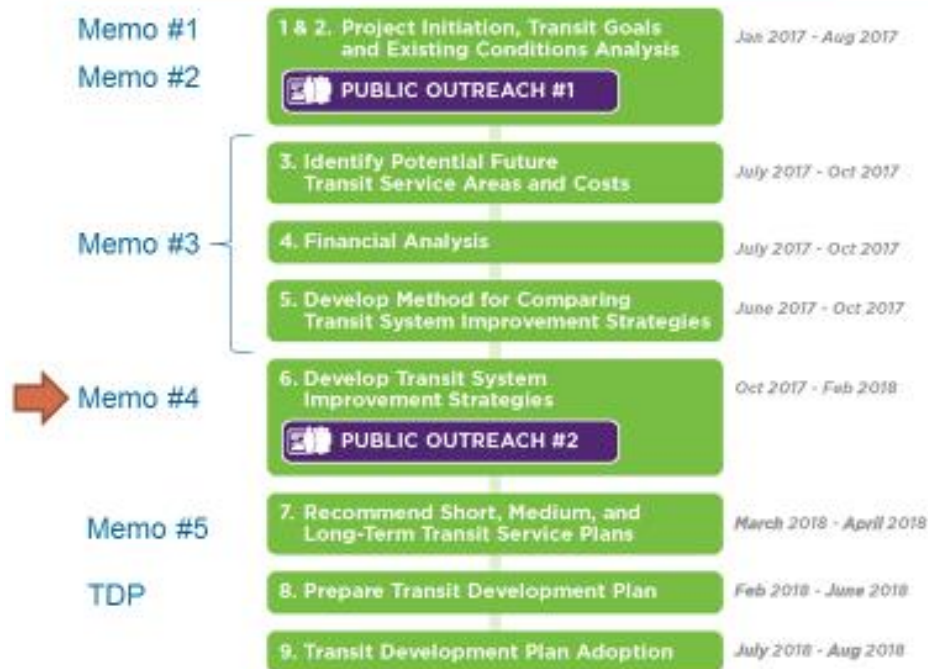 Memo #1
1 & 2. Project Initiation, Transit Goals
and Existing Conditions Analysis
Jan 2017 - Aug 2017
Memo #2
PUBLIC OUTREACH #1
3. Identify Potential Future
Transit Service Areas and Costs
July 2017 - Oct 2017
Memo #3
4. Financial Analysis
July 2017 - Oct 2017
5. Develop Method for Comparing
Transit System Improvement Strategies
June 2017 - Oct 2017
Memo #4
6. Develop Transit System
Improvement Strategies
Oct 2017 - Feb 2018
PUBLIC OUTREACH #2
Memo #5
7. Recommend Short, Medium, and
Long-Term Transit Service Plans
March 2018 - April 2018
TDP
8. Prepare Transit Development Plan
Feb 2018 - June 2018
9. Transit Development Plan Adoption
July 2018 - Aug 2018